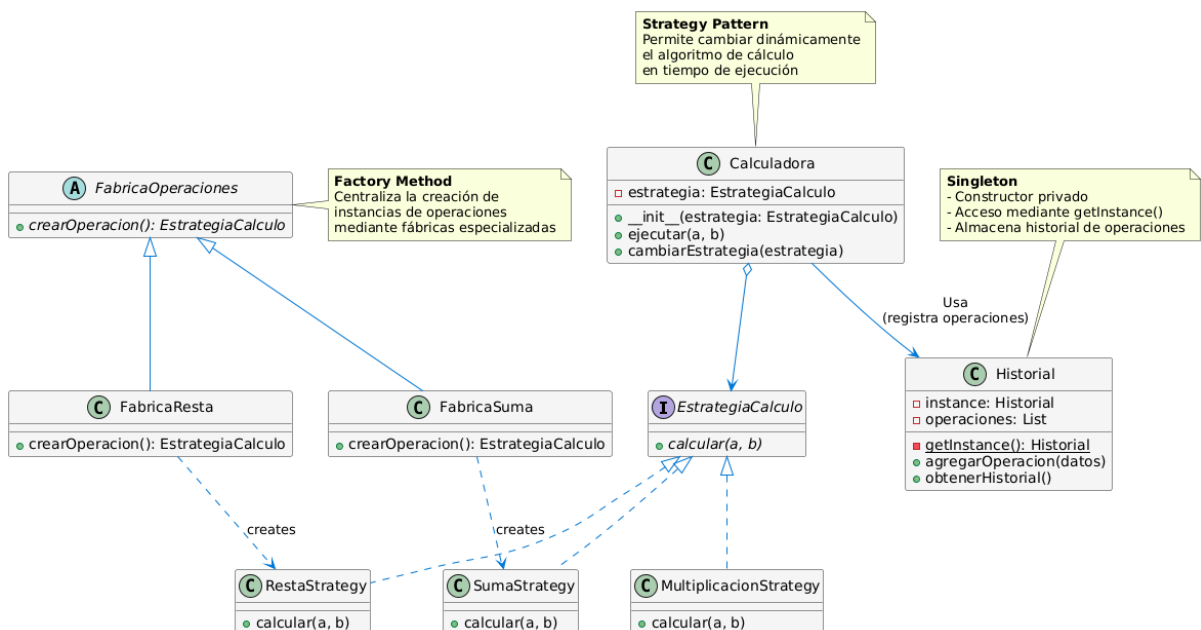 Strategy Pattern
Permite cambiar dinámicamente
el algoritmo de cálculo
en tiempo de ejecución
A FabricaOperaciones
crearOperacion(): EstrategiaCalculo
Factory Method
Centraliza la creación de
instancias de operaciones
mediante fábricas especializadas
C Calculadora
estrategia: EstrategiaCalculo
__init__(estrategia: EstrategiaCalculo)
ejecutar(a, b)
cambiarEstrategia(estrategia)
Singleton
- Constructor privado
- Acceso mediante getInstance()
- Almacena historial de operaciones
Usa
(registra operaciones)
C FabricaResta
crearOperacion(): EstrategiaCalculo
C FabricaSuma
crearOperacion(): EstrategiaCalculo
I EstrategiaCalculo
calcular(a, b)
C Historial
instance: Historial
operaciones: List
getInstance(): Historial
agregarOperacion(datos)
obtenerHistorial()
creates
creates
C RestaStrategy
calcular(a, b)
C SumaStrategy
calcular(a, b)
C MultiplicacionStrategy
calcular(a, b)